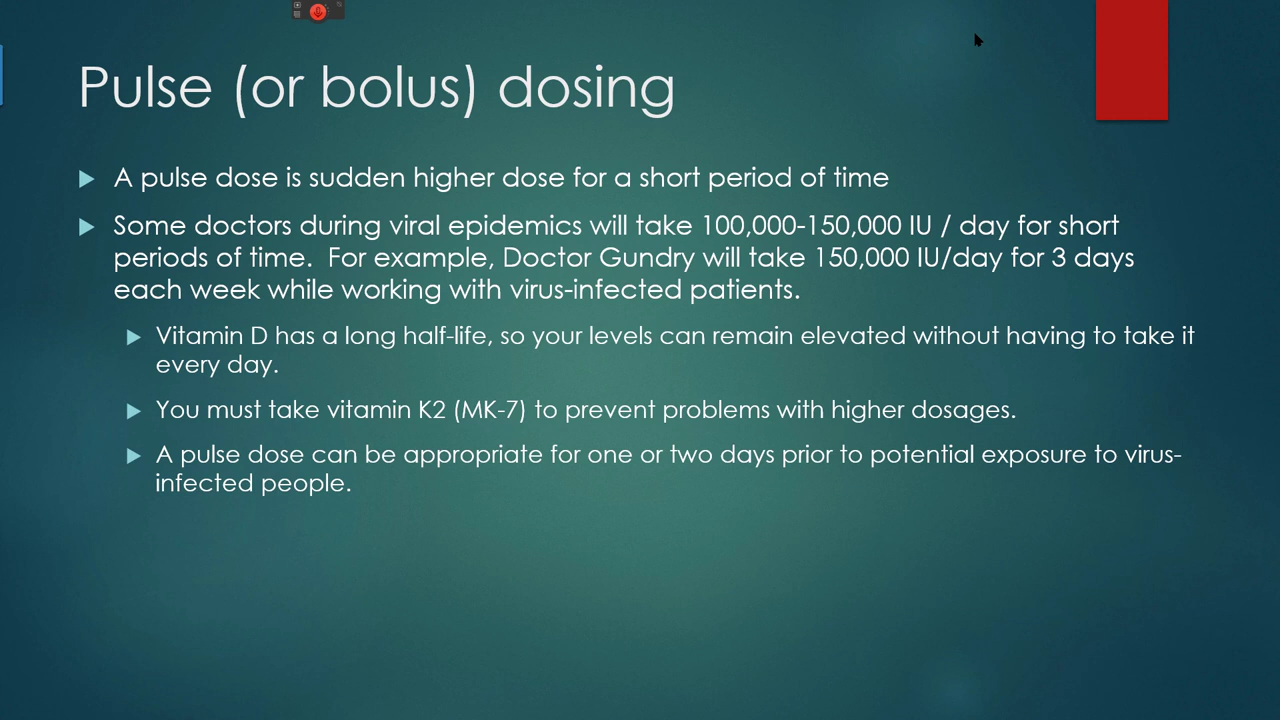 Pulse (or bolus) dosing
A pulse dose is sudden higher dose for a short period of time
Some doctors during viral epidemics will take 100,000-150,000 IU / day for short
periods of time.  For example, Doctor Gundry will take 150,000 IU/day for 3 days
each week while working with virus-infected patients.
Vitamin D has a long half-life, so your levels can remain elevated without having to take it
every day.
You must take vitamin K2 (MK-7) to prevent problems with higher dosages.
A pulse dose can be appropriate for one or two days prior to potential exposure to virus-
infected people.